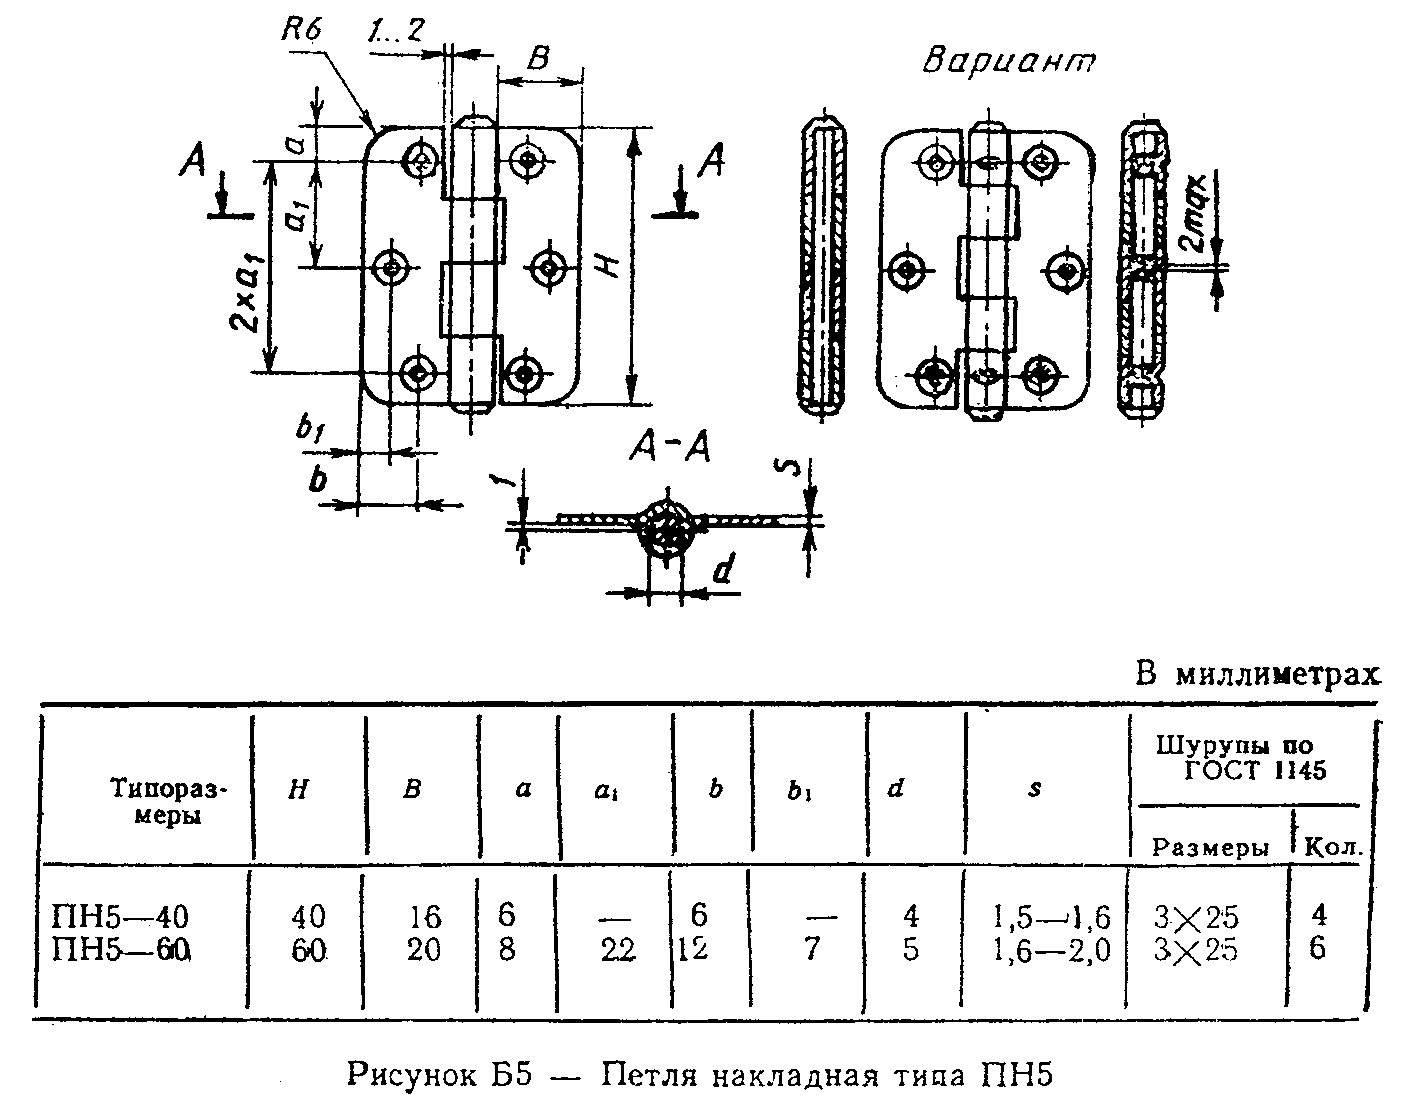 R6
1...2
B
Вариант
a
A
A
a₁
2×a₁
H
2max
b₁
b
A-A
1
s
d
В миллиметрах
Типораз-
меры
H
B
a
a₁
b
b₁
d
s
Шурупы по
ГОСТ 1145
Размеры
Кол.
ПН5—40 40 16 6 — 6 — 4 1,5—1,6 3×25 4
ПН5—60 60 20 8 22 12 7 5 1,6—2,0 3×25 6
Рисунок Б5 — Петля накладная типа ПН5